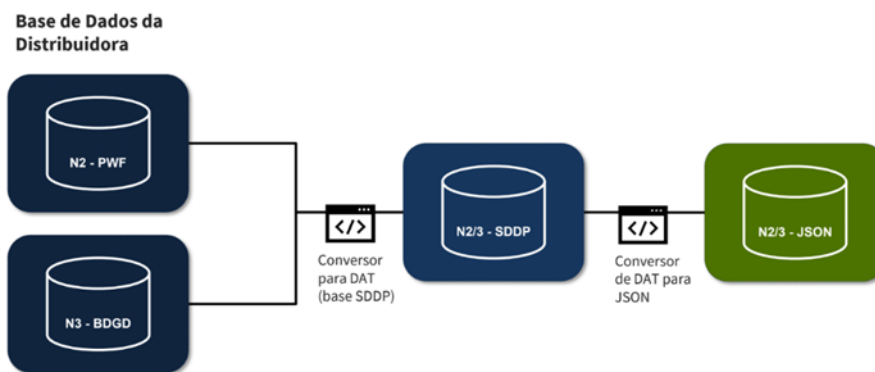 Base de Dados da
Distribuidora
N2 - PWF
N3 - BDGD
</>
Conversor
para DAT
(base SDDP)
N2/3 - SDDP
</>
Conversor
de DAT para
JSON
N2/3 - JSON